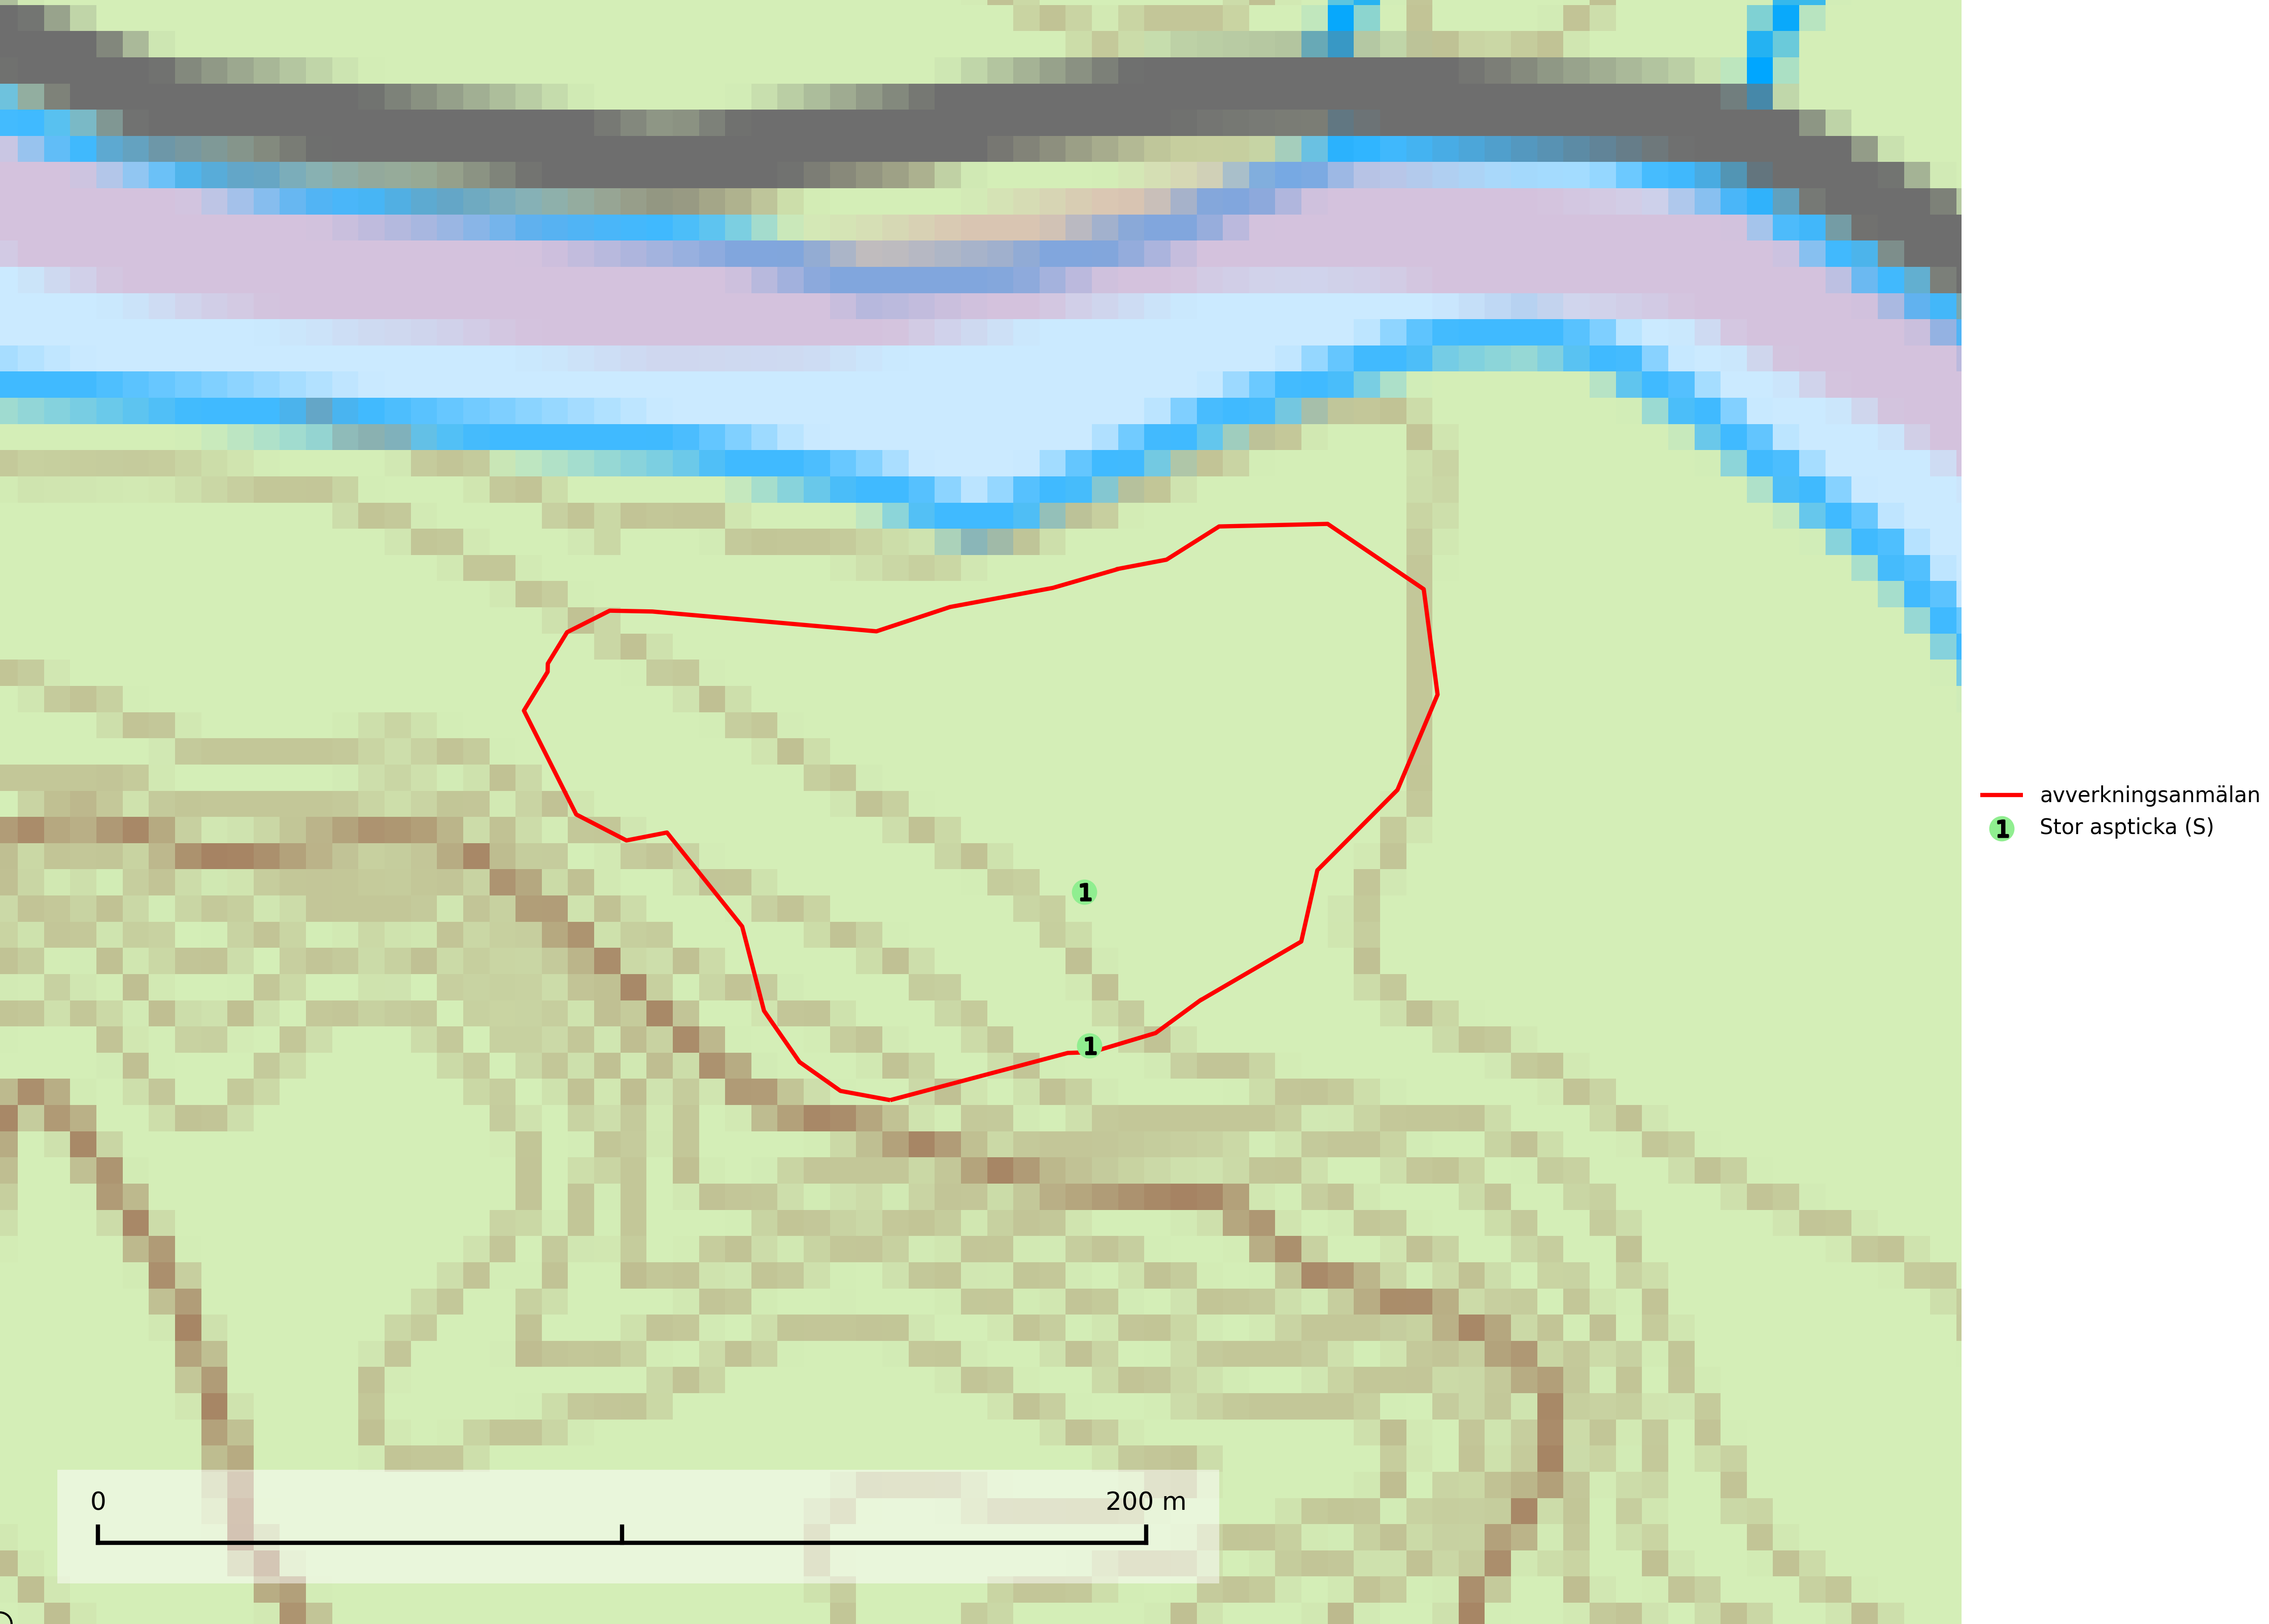 1
1
avverkningsanmälan
1 Stor aspticka (S)
0 200 m